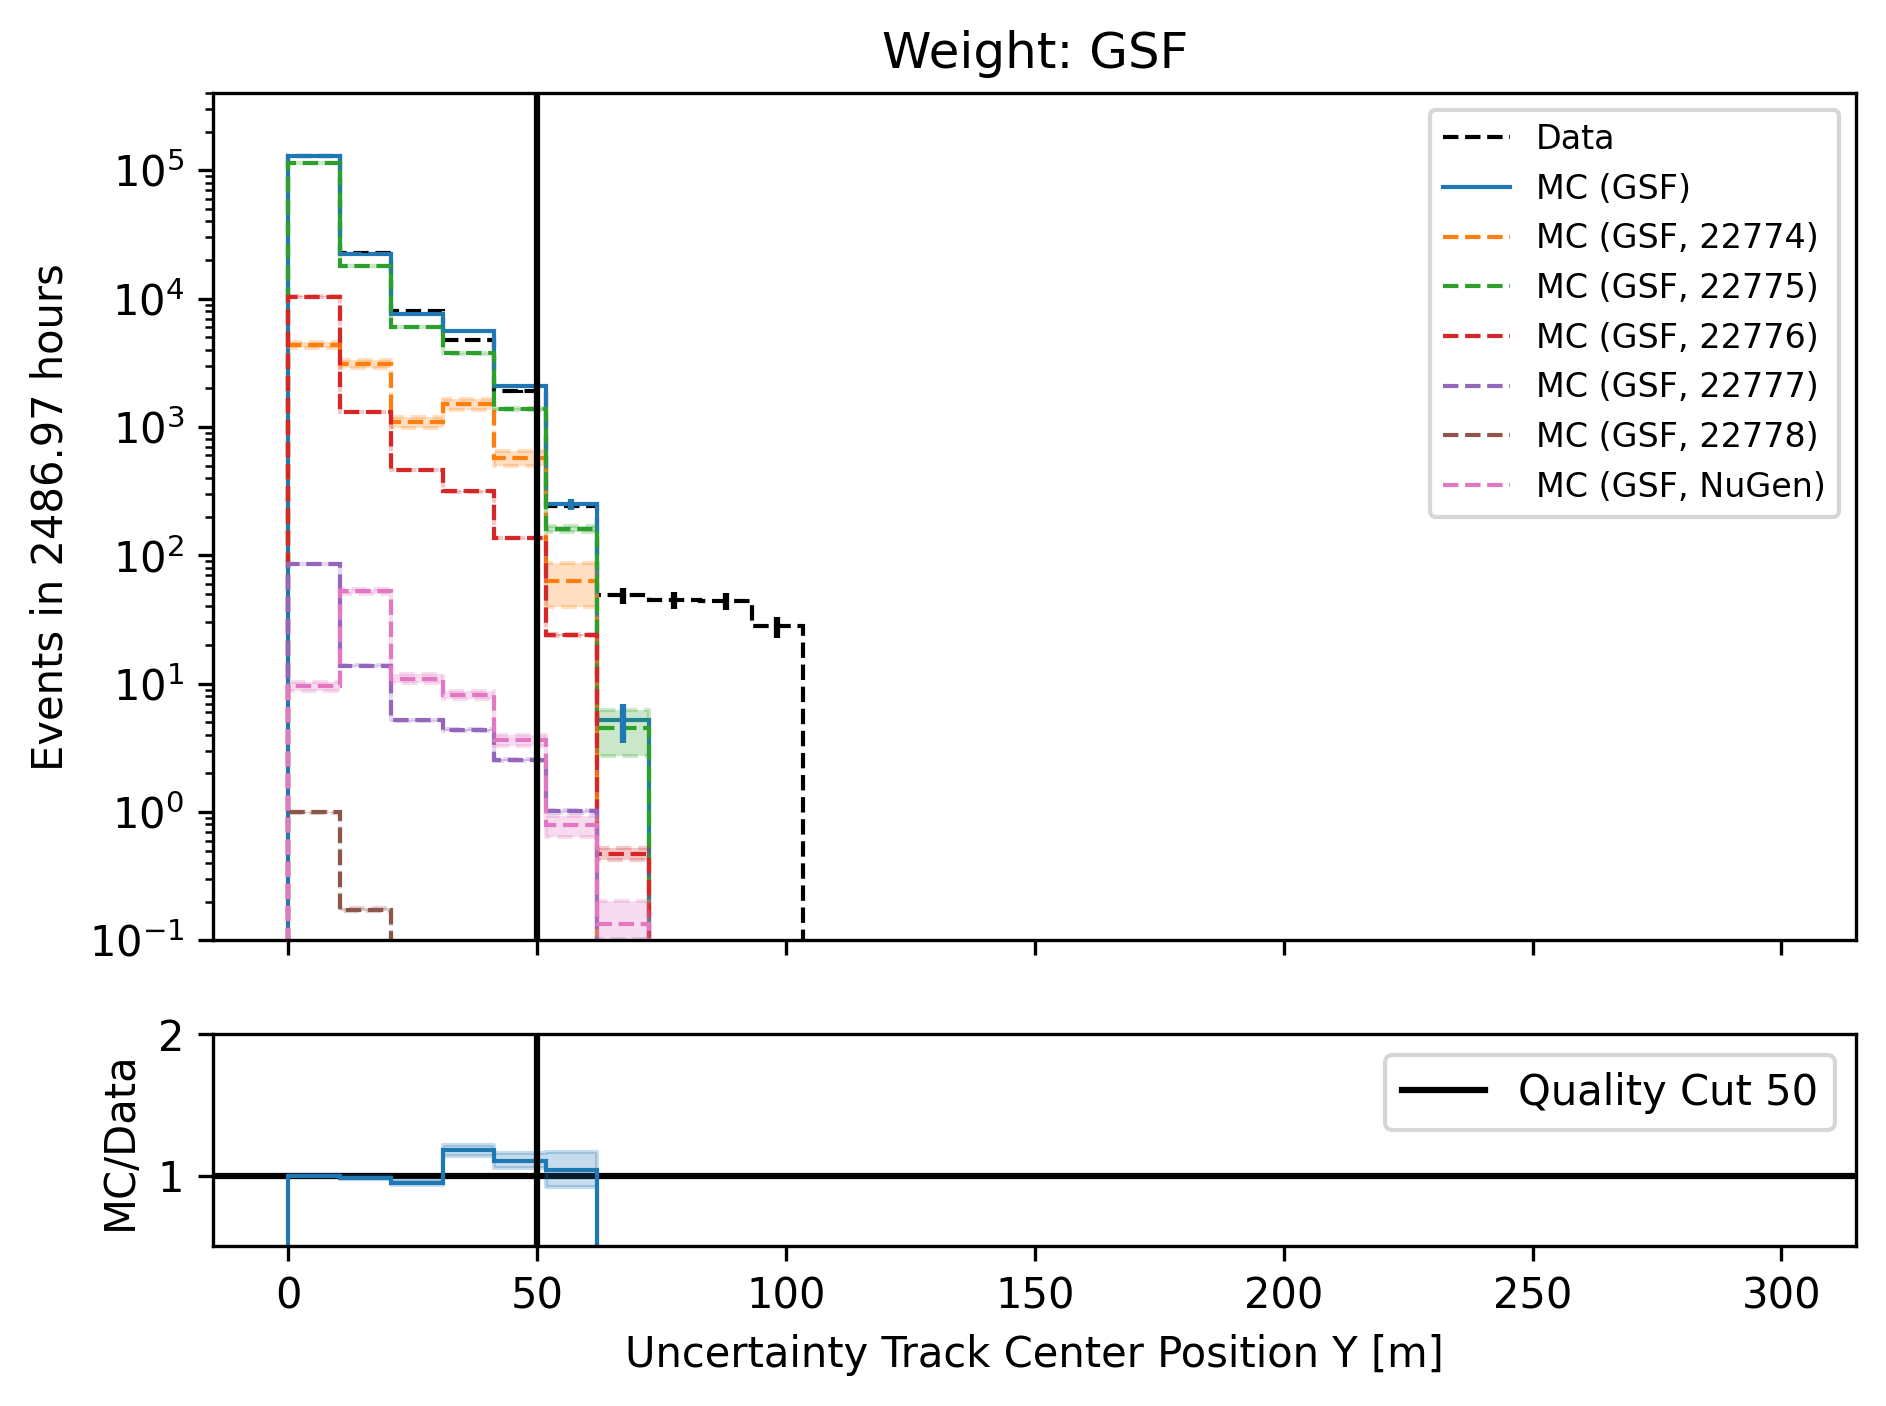 Weight: GSF
Events in 2486.97 hours
10⁵
10⁴
10³
10²
10¹
10⁰
10⁻¹
Data
MC (GSF)
MC (GSF, 22774)
MC (GSF, 22775)
MC (GSF, 22776)
MC (GSF, 22777)
MC (GSF, 22778)
MC (GSF, NuGen)
MC/Data
2
1
Quality Cut 50
0 50 100 150 200 250 300
Uncertainty Track Center Position Y [m]